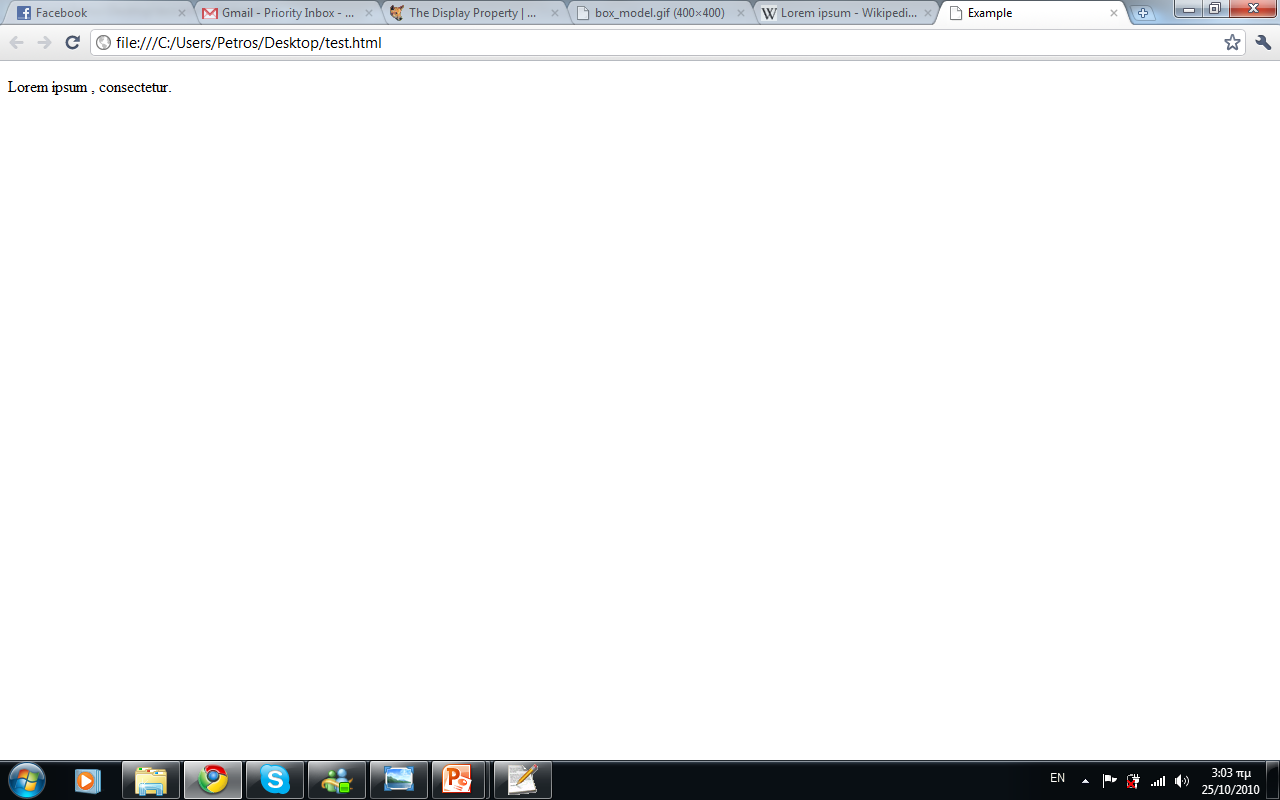 Facebook
Gmail - Priority Inbox - ...
The Display Property | ...
box_model.gif (400×400)
Lorem ipsum - Wikipedi...
Example
file:///C:/Users/Petros/Desktop/test.html
Lorem ipsum , consectetur.
EN
3:03 πμ
25/10/2010